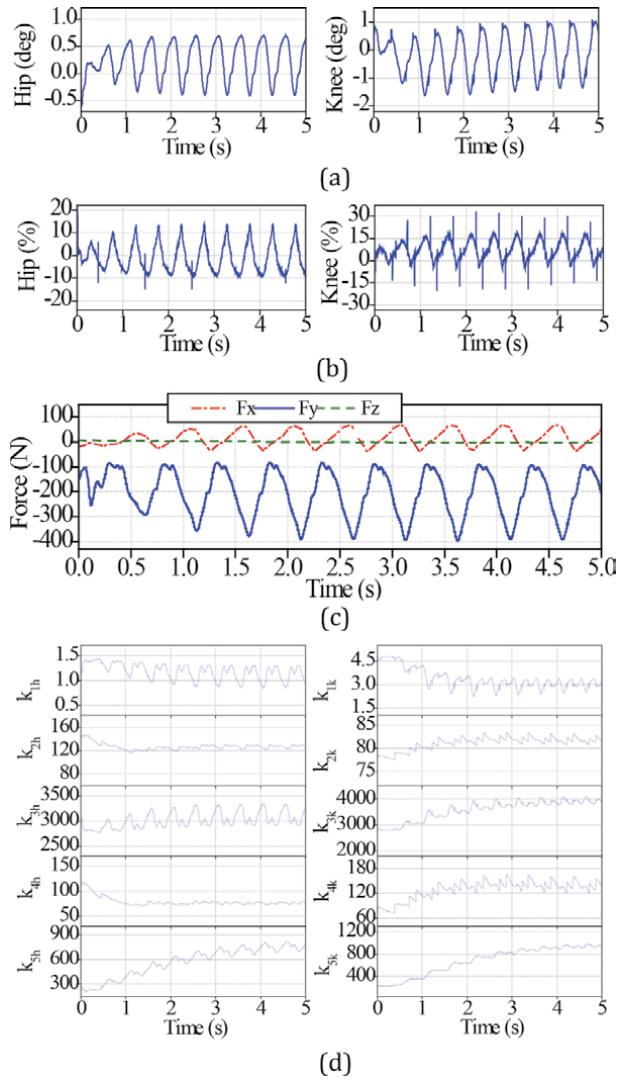 1.0
0.5
0.0
-0.5
Hip (deg)
0 1 2 3 4 5
Time (s)
1
0
-1
-2
Knee (deg)
0 1 2 3 4 5
Time (s)
(a)
20
10
0
-10
-20
Hip (%)
0 1 2 3 4 5
Time (s)
30
15
0
-15
-30
Knee (%)
0 1 2 3 4 5
Time (s)
(b)
Fx Fy Fz
100
0
-100
-200
-300
-400
Force (N)
0.0 0.5 1.0 1.5 2.0 2.5 3.0 3.5 4.0 4.5 5.0
Time (s)
(c)
1.5
1.0
0.5
k1h
160
120
80
k2h
3500
3000
2500
k3h
150
100
50
k4h
900
600
300
k5h
0 1 2 3 4 5
Time (s)
4.5
3.0
1.5
k1k
85
80
75
k2k
4000
3000
2000
k3k
180
120
60
k4k
1200
800
400
k5k
0 1 2 3 4 5
Time (s)
(d)